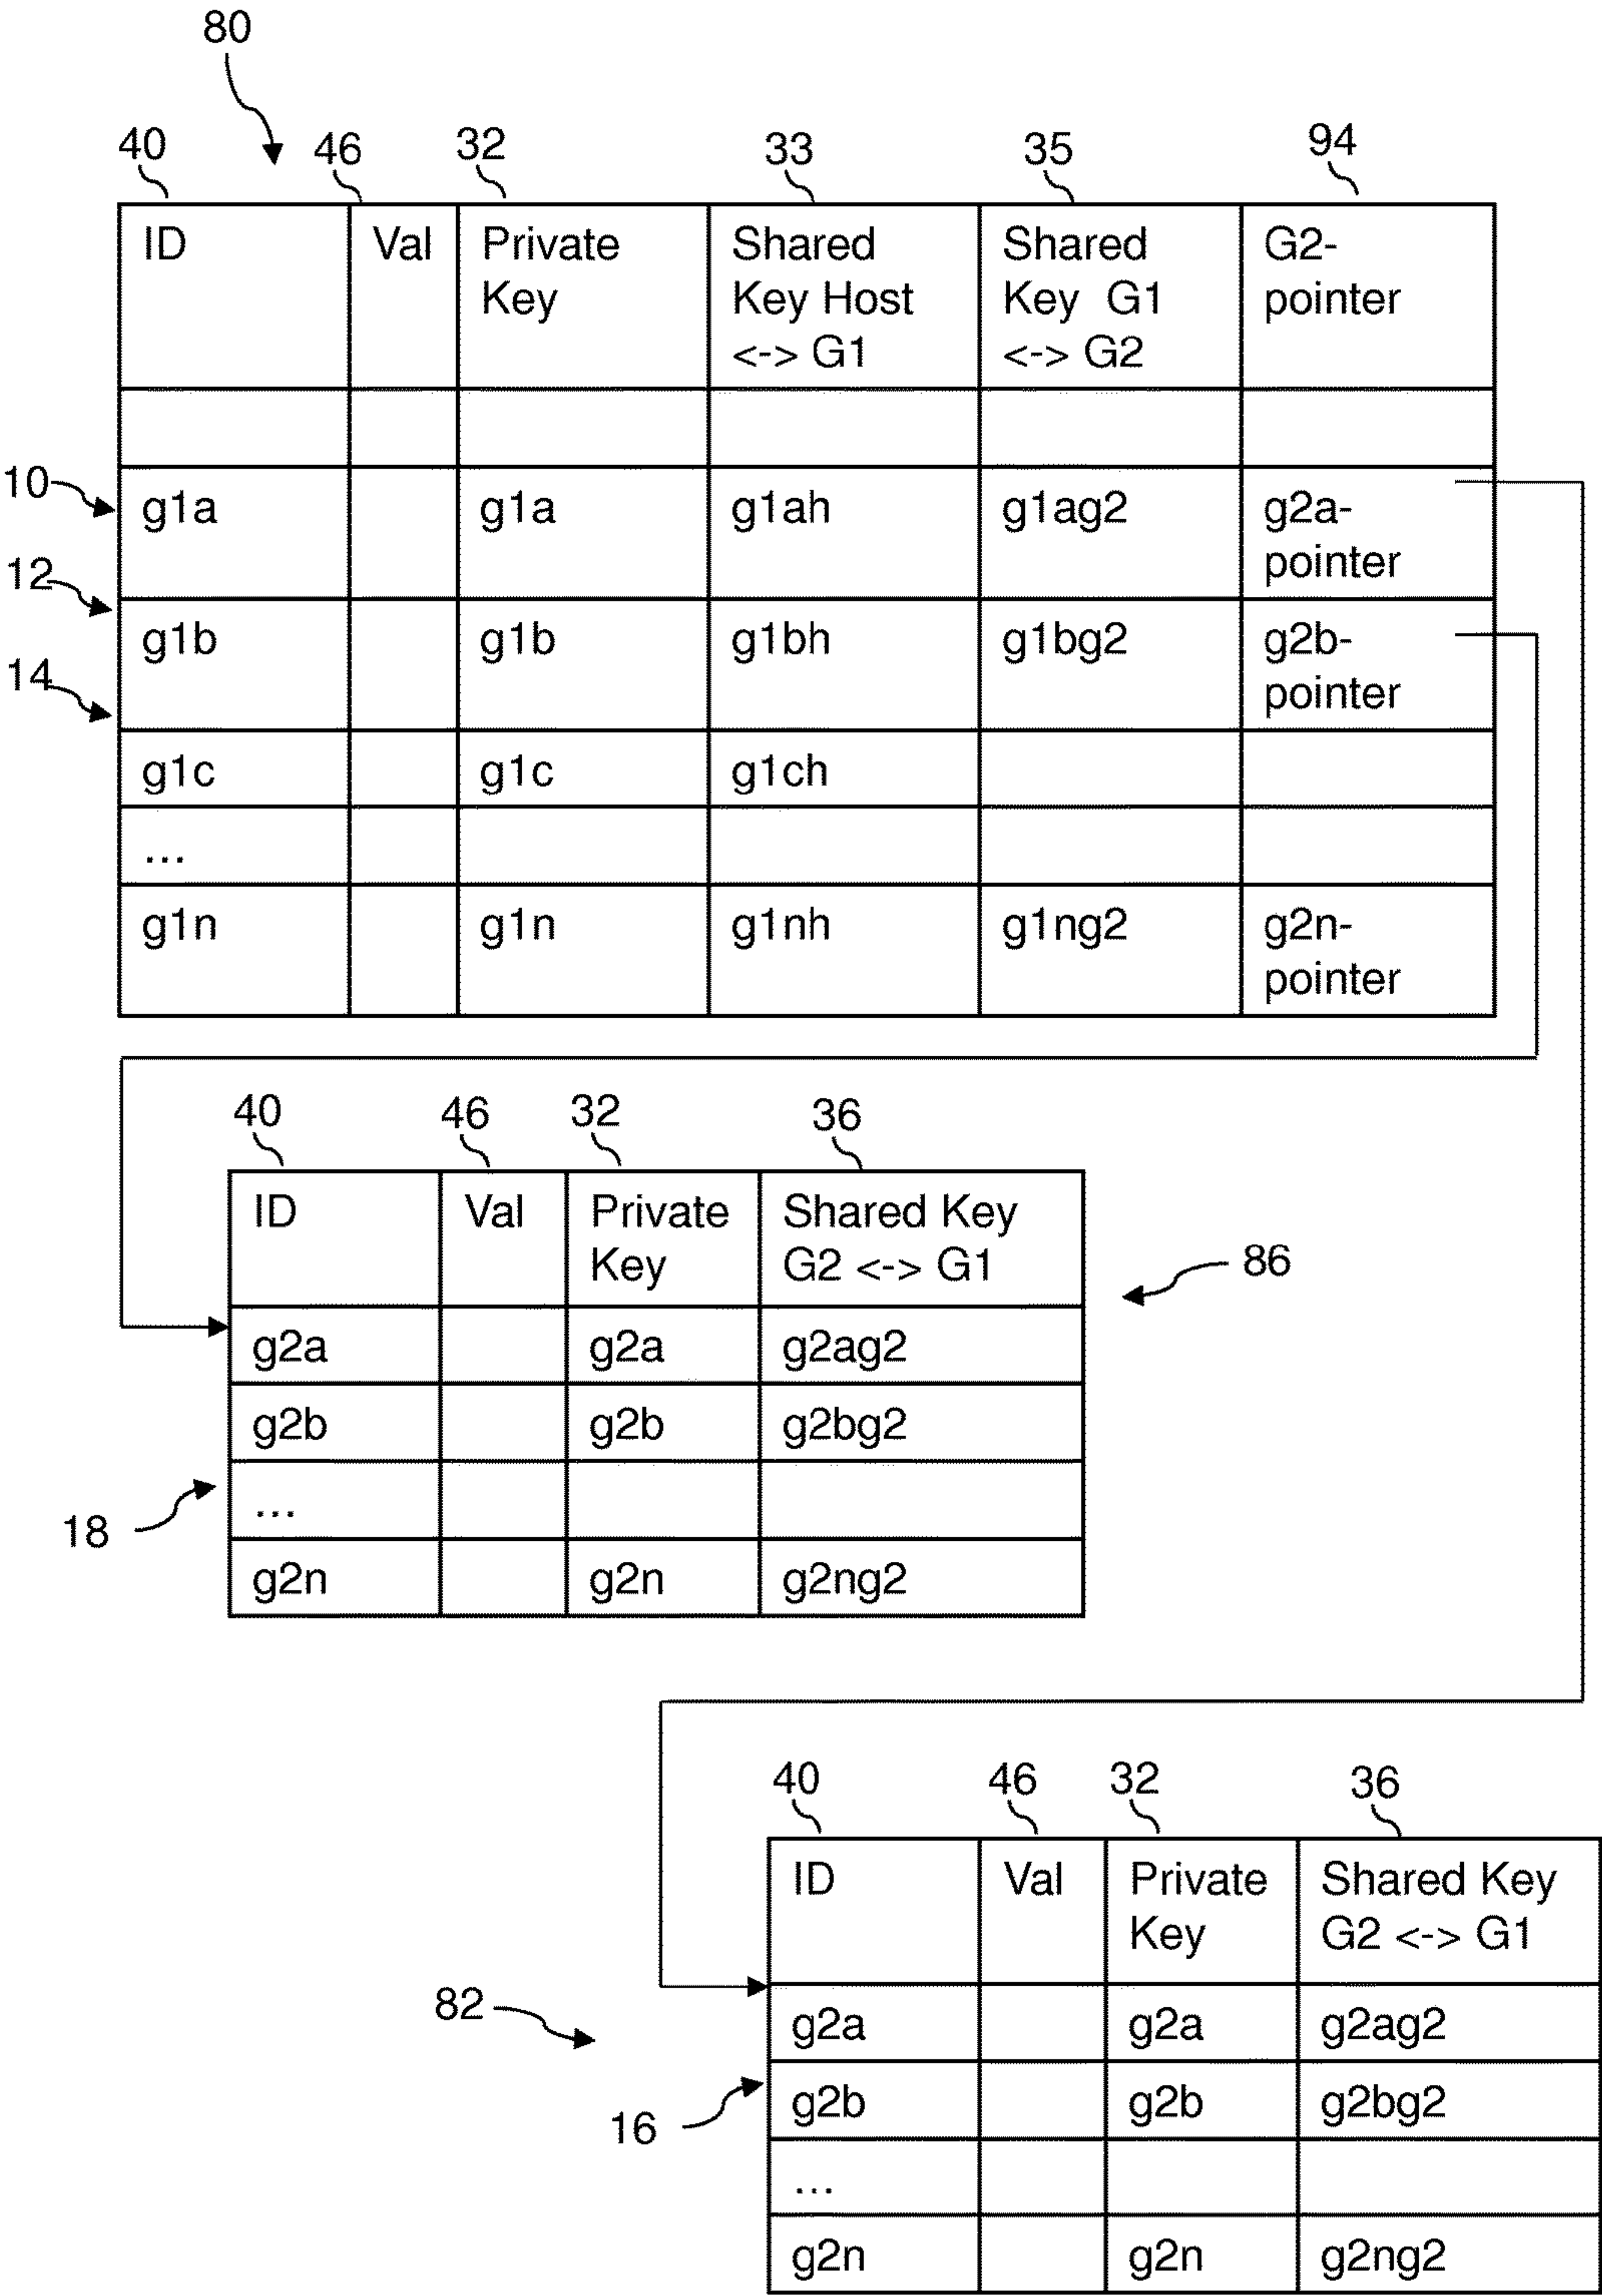 80
40 46 32 33 35 94
ID Val Private Shared Shared G2-
Key Key Host Key G1 pointer
<-> G1 <-> G2
10
g1a g1a g1ah g1ag2 g2a-
pointer
12
g1b g1b g1bh g1bg2 g2b-
pointer
14
g1c g1c g1ch
...
g1n g1n g1nh g1ng2 g2n-
pointer
40 46 32 36
ID Val Private Shared Key
Key G2 <-> G1
86
g2a g2a g2ag2
g2b g2b g2bg2
...
18
g2n g2n g2ng2
40 46 32 36
ID Val Private Shared Key
Key G2 <-> G1
82
g2a g2a g2ag2
g2b g2b g2bg2
16
...
g2n g2n g2ng2